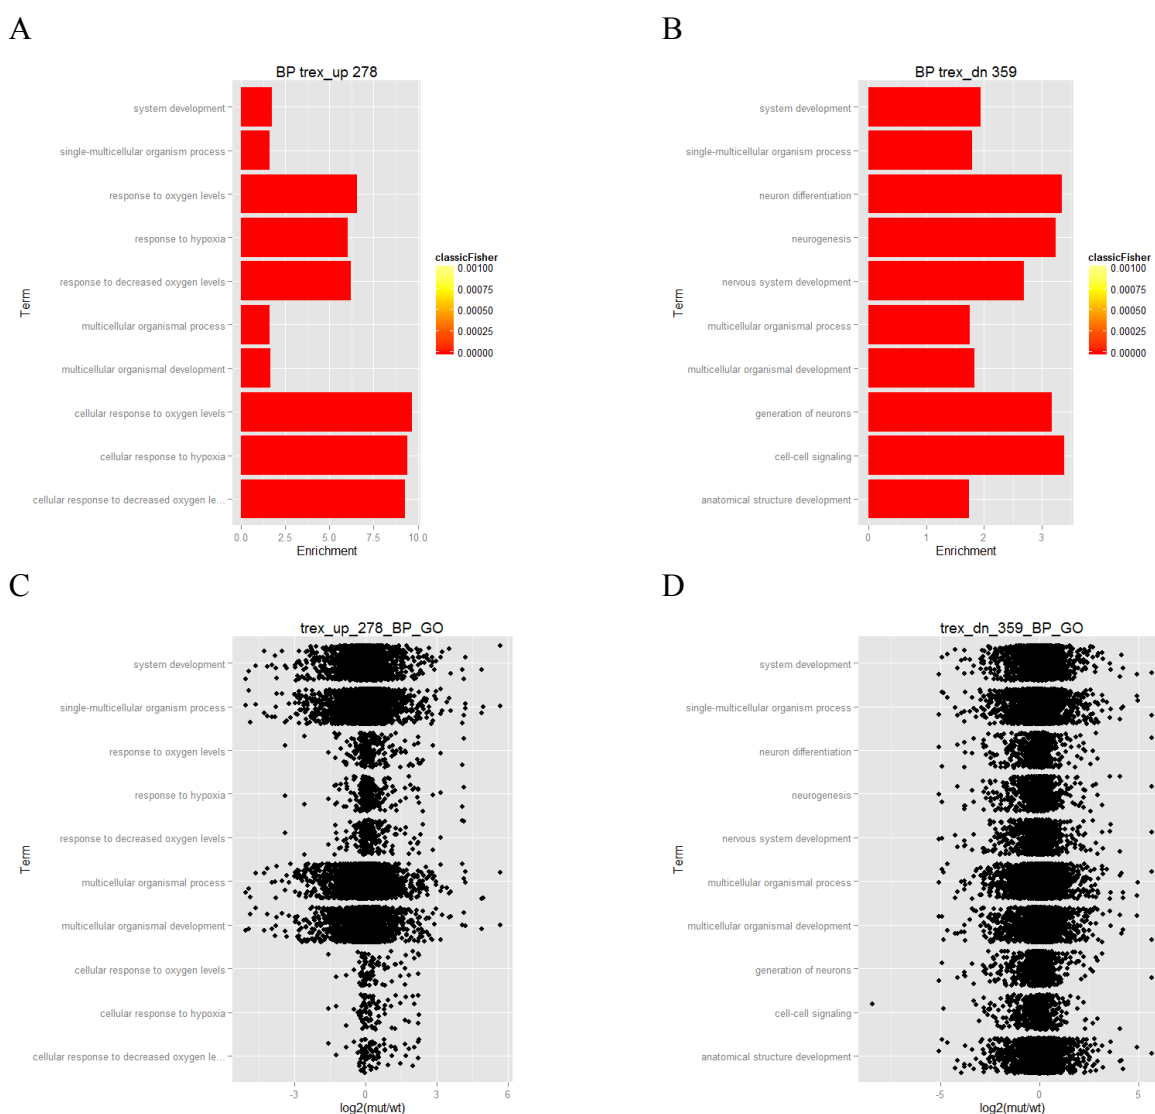 A
BP trex_up 278
system development
single-multicellular organism process
response to oxygen levels
response to hypoxia
response to decreased oxygen levels
multicellular organismal process
multicellular organismal development
cellular response to oxygen levels
cellular response to hypoxia
cellular response to decreased oxygen le...
Term
0.0 2.5 5.0 7.5 10.0
Enrichment
classicFisher
0.00100
0.00075
0.00050
0.00025
0.00000
B
BP trex_dn 359
system development
single-multicellular organism process
neuron differentiation
neurogenesis
nervous system development
multicellular organismal process
multicellular organismal development
generation of neurons
cell-cell signaling
anatomical structure development
Term
0 1 2 3
Enrichment
classicFisher
0.00100
0.00075
0.00050
0.00025
0.00000
C
trex_up_278_BP_GO
system development
single-multicellular organism process
response to oxygen levels
response to hypoxia
response to decreased oxygen levels
multicellular organismal process
multicellular organismal development
cellular response to oxygen levels
cellular response to hypoxia
cellular response to decreased oxygen le...
Term
-3 0 3 6
log2(mut/wt)
D
trex_dn_359_BP_GO
system development
single-multicellular organism process
neuron differentiation
neurogenesis
nervous system development
multicellular organismal process
multicellular organismal development
generation of neurons
cell-cell signaling
anatomical structure development
Term
-5 0 5
log2(mut/wt)